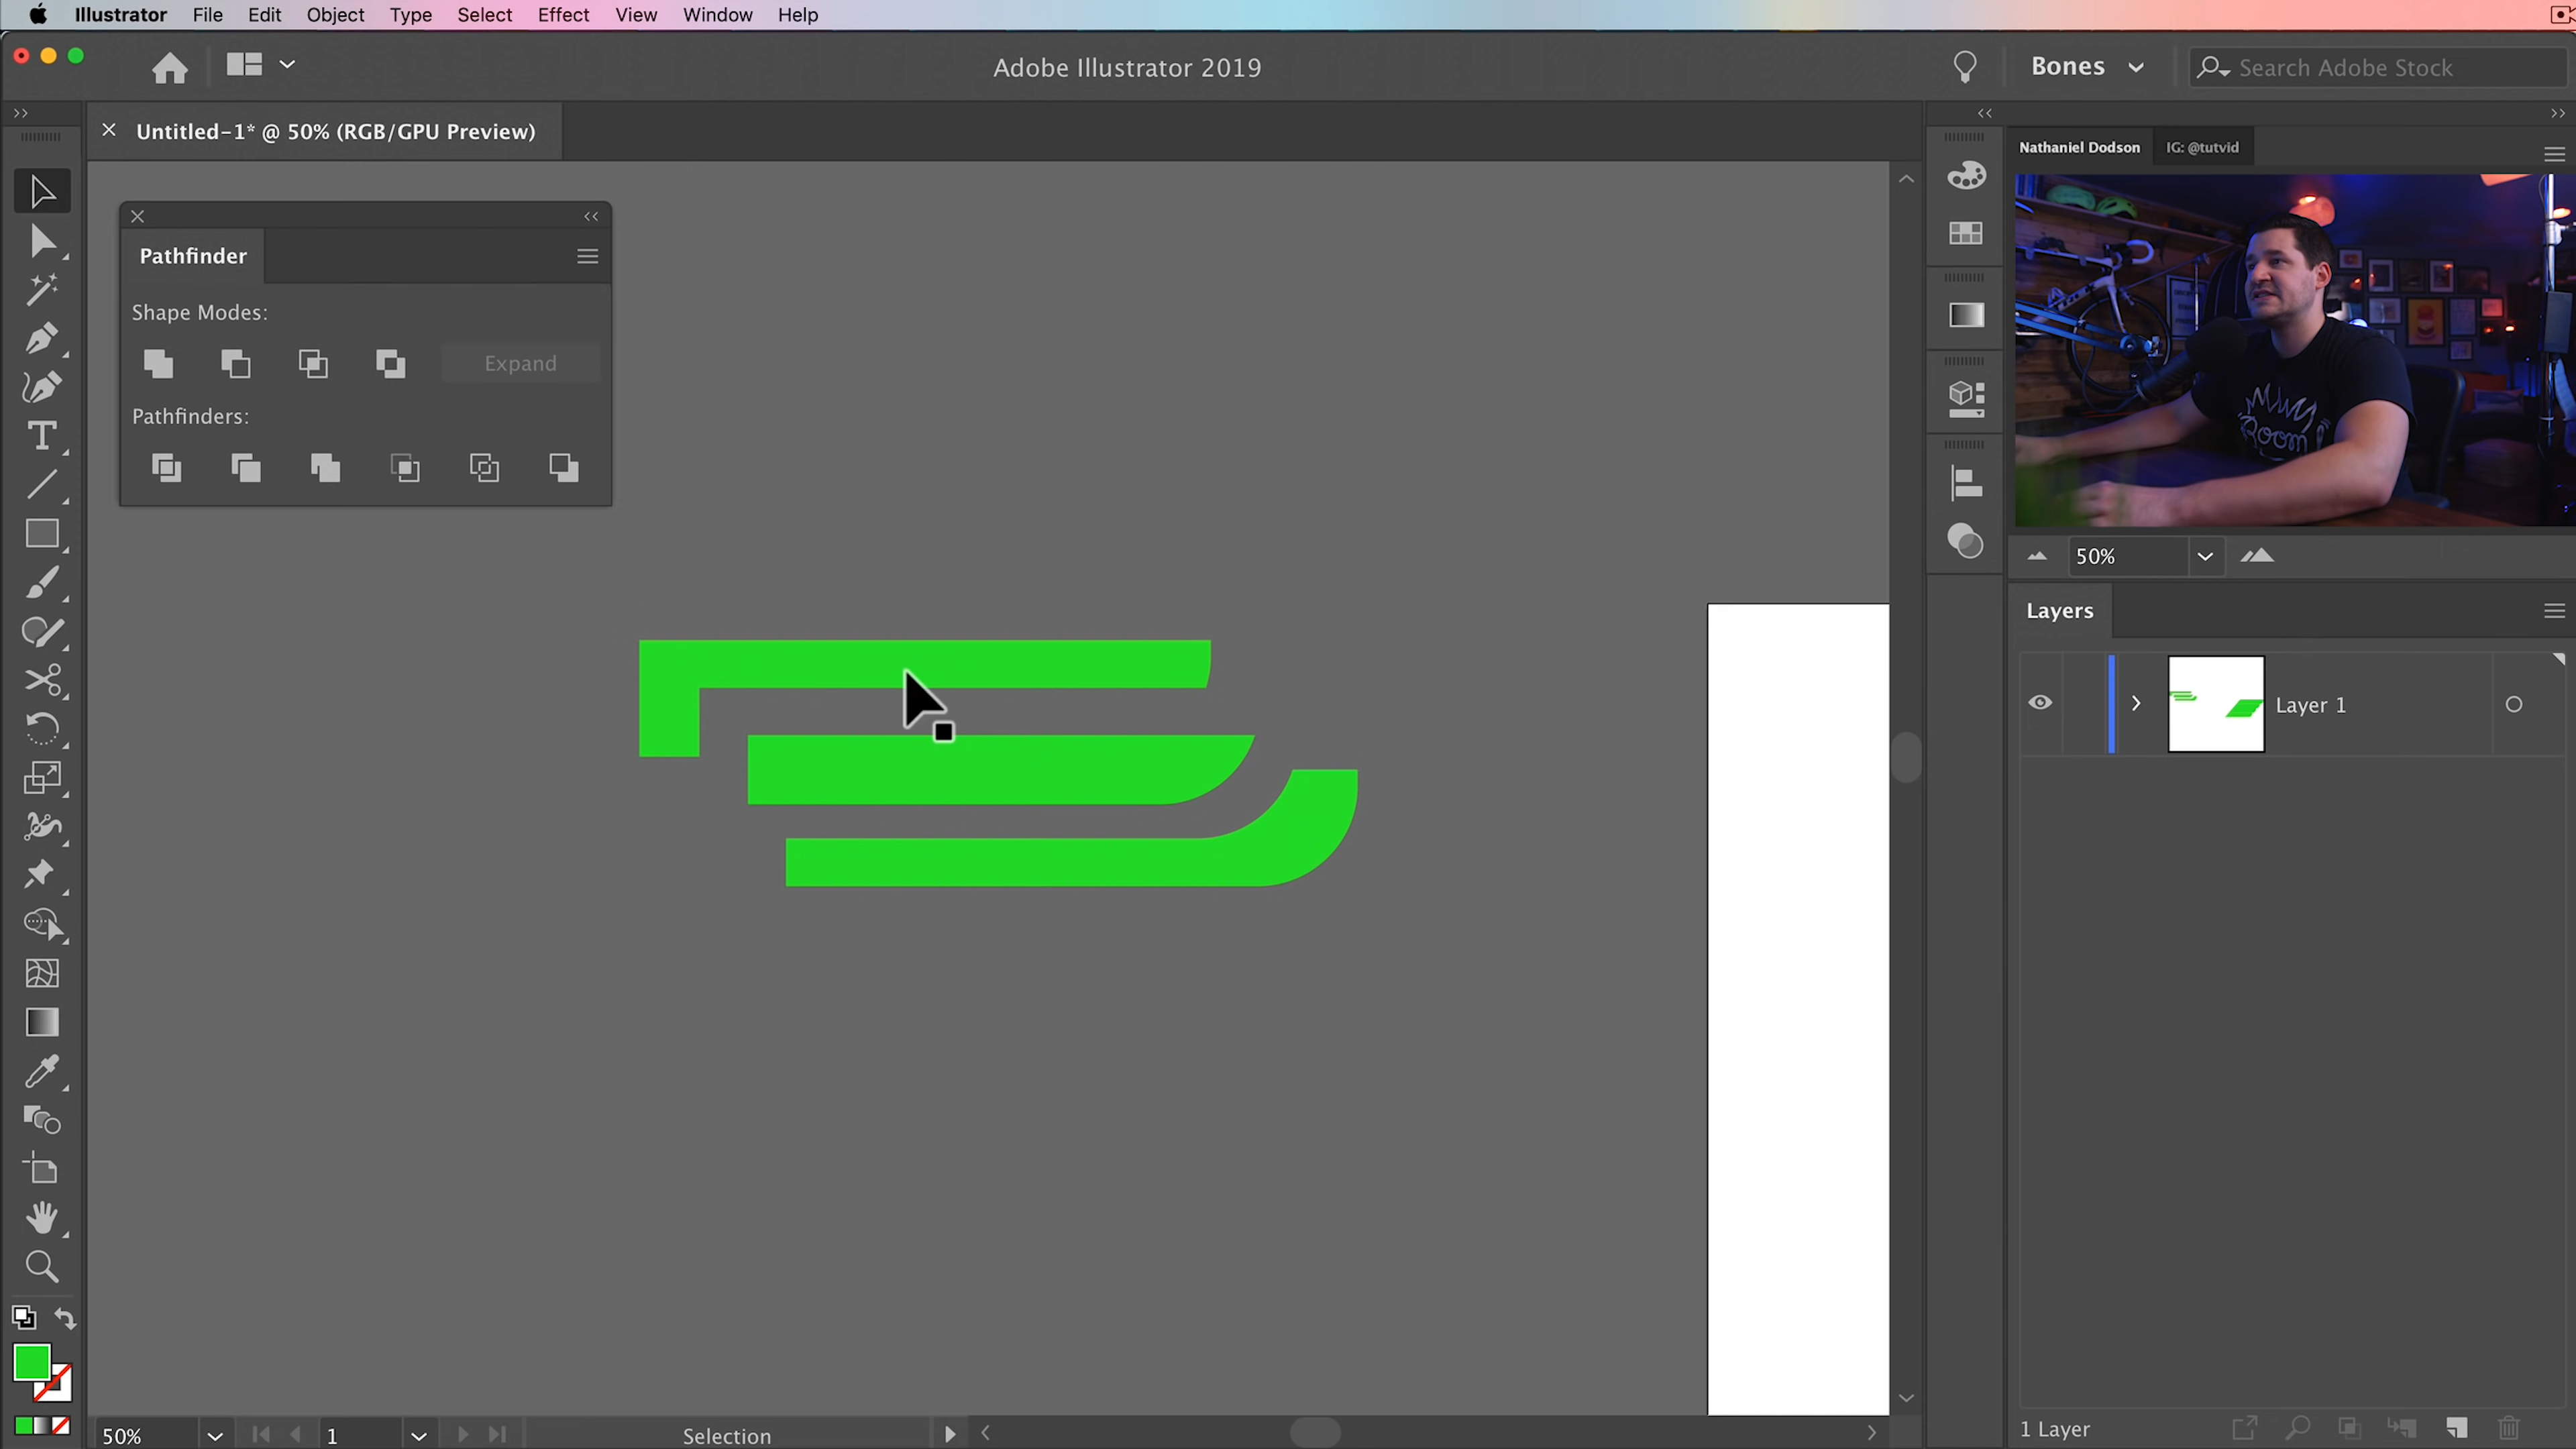 Illustrator File Edit Object Type Select Effect View Window Help
Adobe Illustrator 2019
Bones
Search Adobe Stock
Untitled-1* @ 50% (RGB/GPU Preview)
Nathaniel Dodson
IG: @tutvid
Pathfinder
Shape Modes:
Expand
Pathfinders:
Room
50%
Layers
Layer 1
50%
1
Selection
1 Layer